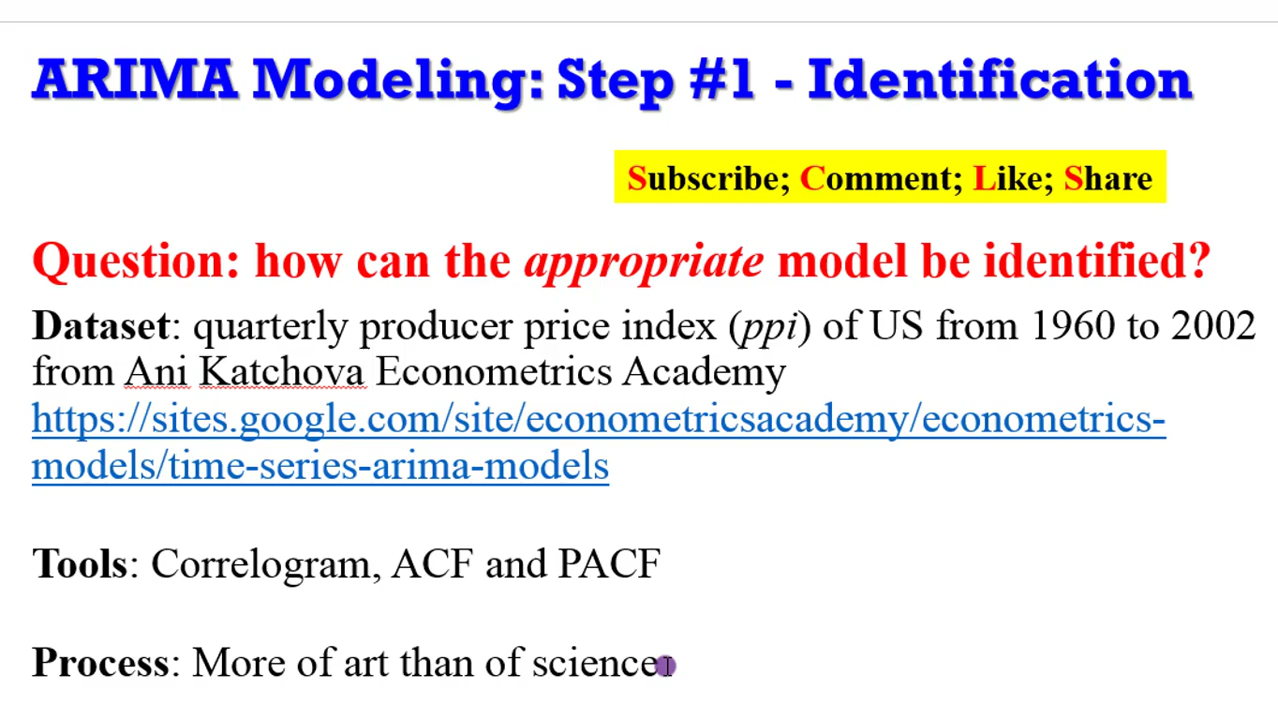 ARIMA Modeling: Step #1 - Identification
Subscribe; Comment; Like; Share
Question: how can the appropriate model be identified?
Dataset: quarterly producer price index (ppi) of US from 1960 to 2002
from Ani Katchova Econometrics Academy
https://sites.google.com/site/econometricsacademy/econometrics-
models/time-series-arima-models
Tools: Correlogram, ACF and PACF
Process: More of art than of science